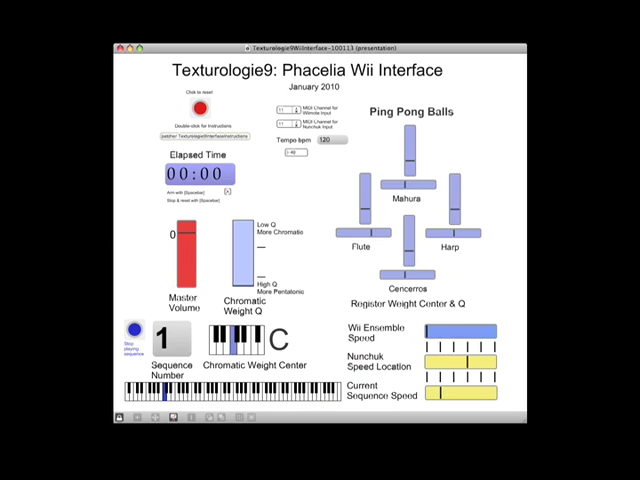 Texturologie9WiiInterface-100113 (presentation)
Texturologie9: Phacelia Wii Interface
January 2010
Click to reset
Double-click for Instructions
patcher Texturologie9InterfaceInstructions
11
MIDI Channel for
Wiimote Input
11
MIDI Channel for
Nunchuk Input
Tempo bpm
120
Ping Pong Balls
Mahura
Flute
Harp
Cencerros
Register Weight Center & Q
Elapsed Time
00:00
Arm with [Spacebar]
Stop & reset with [Spacebar]
0
Master
Volume
Low Q
More Chromatic
High Q
More Pentatonic
Chromatic
Weight Q
Stop
playing
sequence
1
Sequence
Number
C
Chromatic Weight Center
Wii Ensemble
Speed
Nunchuk
Speed Location
Current
Sequence Speed